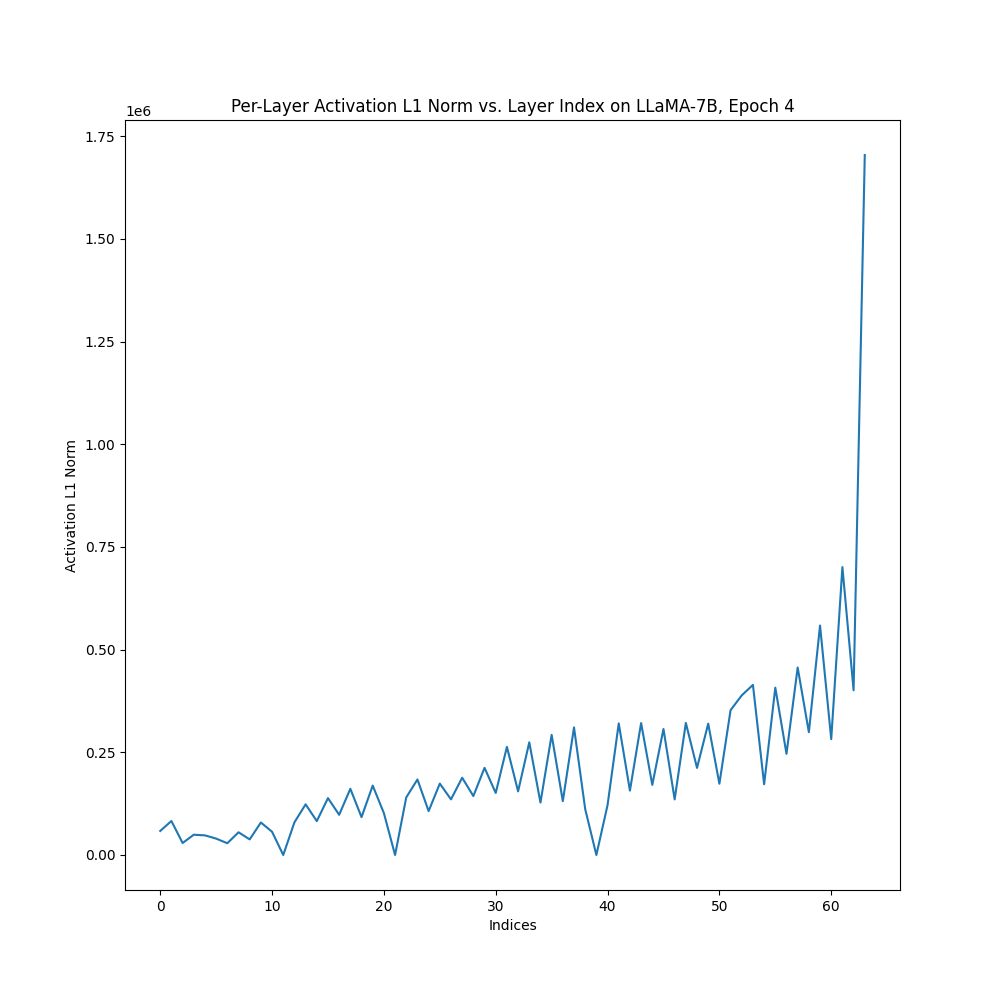 Per-Layer Activation L1 Norm vs. Layer Index on LLaMA-7B, Epoch 4
1e6
1.75
1.50
1.25
1.00
0.75
0.50
0.25
0.00
Activation L1 Norm
0 10 20 30 40 50 60
Indices